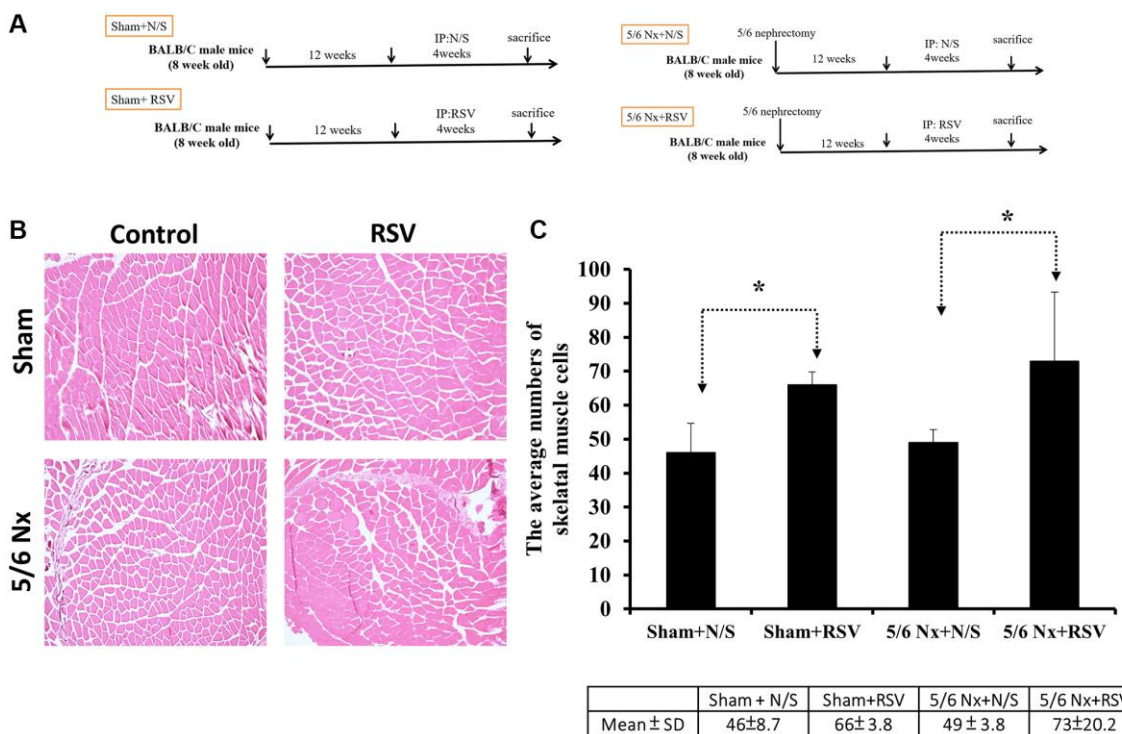 A
Sham+N/S
BALB/C male mice
(8 week old)
12 weeks
IP:N/S
4weeks
sacrifice
Sham+ RSV
BALB/C male mice
(8 week old)
12 weeks
IP:RSV
4weeks
sacrifice
5/6 Nx+N/S
5/6 nephrectomy
BALB/C male mice
(8 week old)
12 weeks
IP: N/S
4weeks
sacrifice
5/6 Nx+RSV
5/6 nephrectomy
BALB/C male mice
(8 week old)
12 weeks
IP: RSV
4weeks
sacrifice
B
Control
RSV
Sham
5/6 Nx
C
The average numbers of
skelatal muscle cells
100
90
80
70
60
50
40
30
20
10
0
*
*
Sham+N/S
Sham+RSV
5/6 Nx+N/S
5/6 Nx+RSV
Sham + N/S Sham+RSV 5/6 Nx+N/S 5/6 Nx+RSV
Mean ± SD 46±8.7 66± 3.8 49 ± 3.8 73±20.2